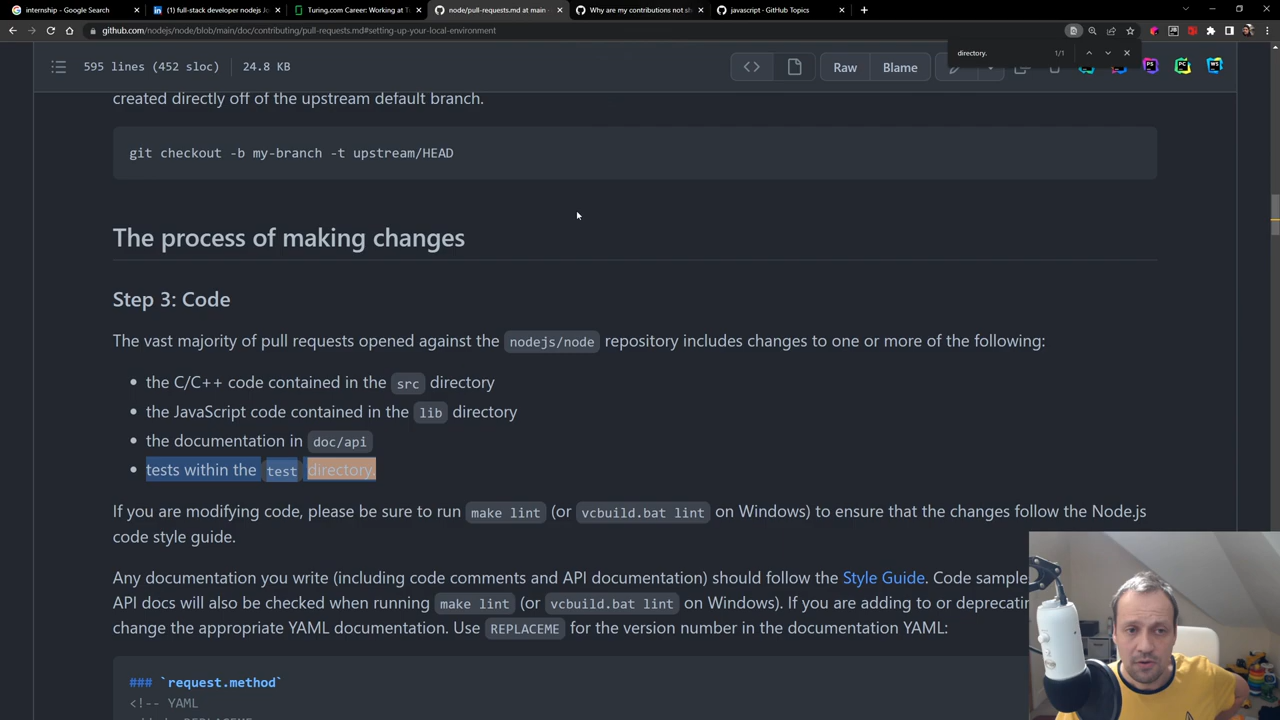 internship - Google Search
(1) full-stack developer nodejs Jo
Turing.com Career: Working at T
node/pull-requests.md at main
Why are my contributions not sh
javascript · GitHub Topics
github.com/nodejs/node/blob/main/doc/contributing/pull-requests.md#setting-up-your-local-environment
directory.
1/1
595 lines (452 sloc)
24.8 KB
Raw
Blame
created directly off of the upstream default branch.
git checkout -b my-branch -t upstream/HEAD
The process of making changes
Step 3: Code
The vast majority of pull requests opened against the nodejs/node repository includes changes to one or more of the following:
the C/C++ code contained in the src directory
the JavaScript code contained in the lib directory
the documentation in doc/api
tests within the test directory.
If you are modifying code, please be sure to run make lint (or vcbuild.bat lint on Windows) to ensure that the changes follow the Node.js
code style guide.
Any documentation you write (including code comments and API documentation) should follow the Style Guide. Code sample
API docs will also be checked when running make lint (or vcbuild.bat lint on Windows). If you are adding to or deprecatin
change the appropriate YAML documentation. Use REPLACEME for the version number in the documentation YAML:
### `request.method`
<!-- YAML